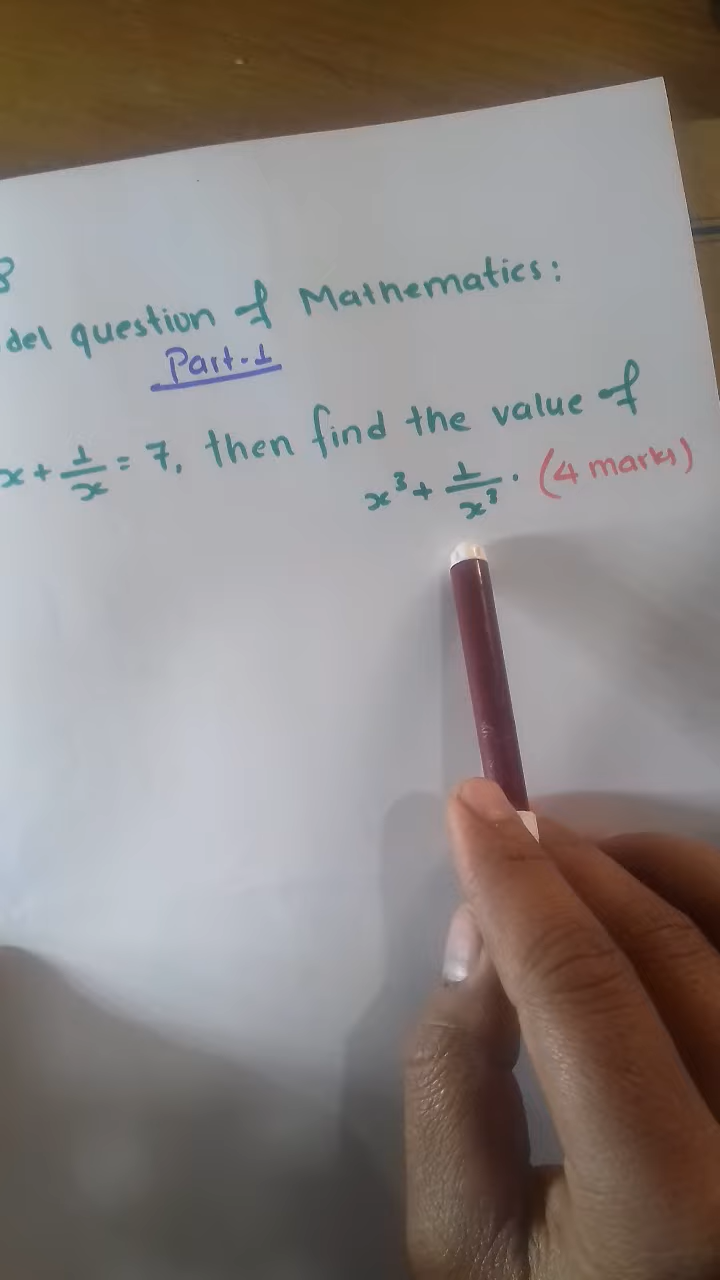 8
del question of Mathematics:
Part-1
x + 1/x = 7, then find the value of
x³ + 1/x³. (4 marks)